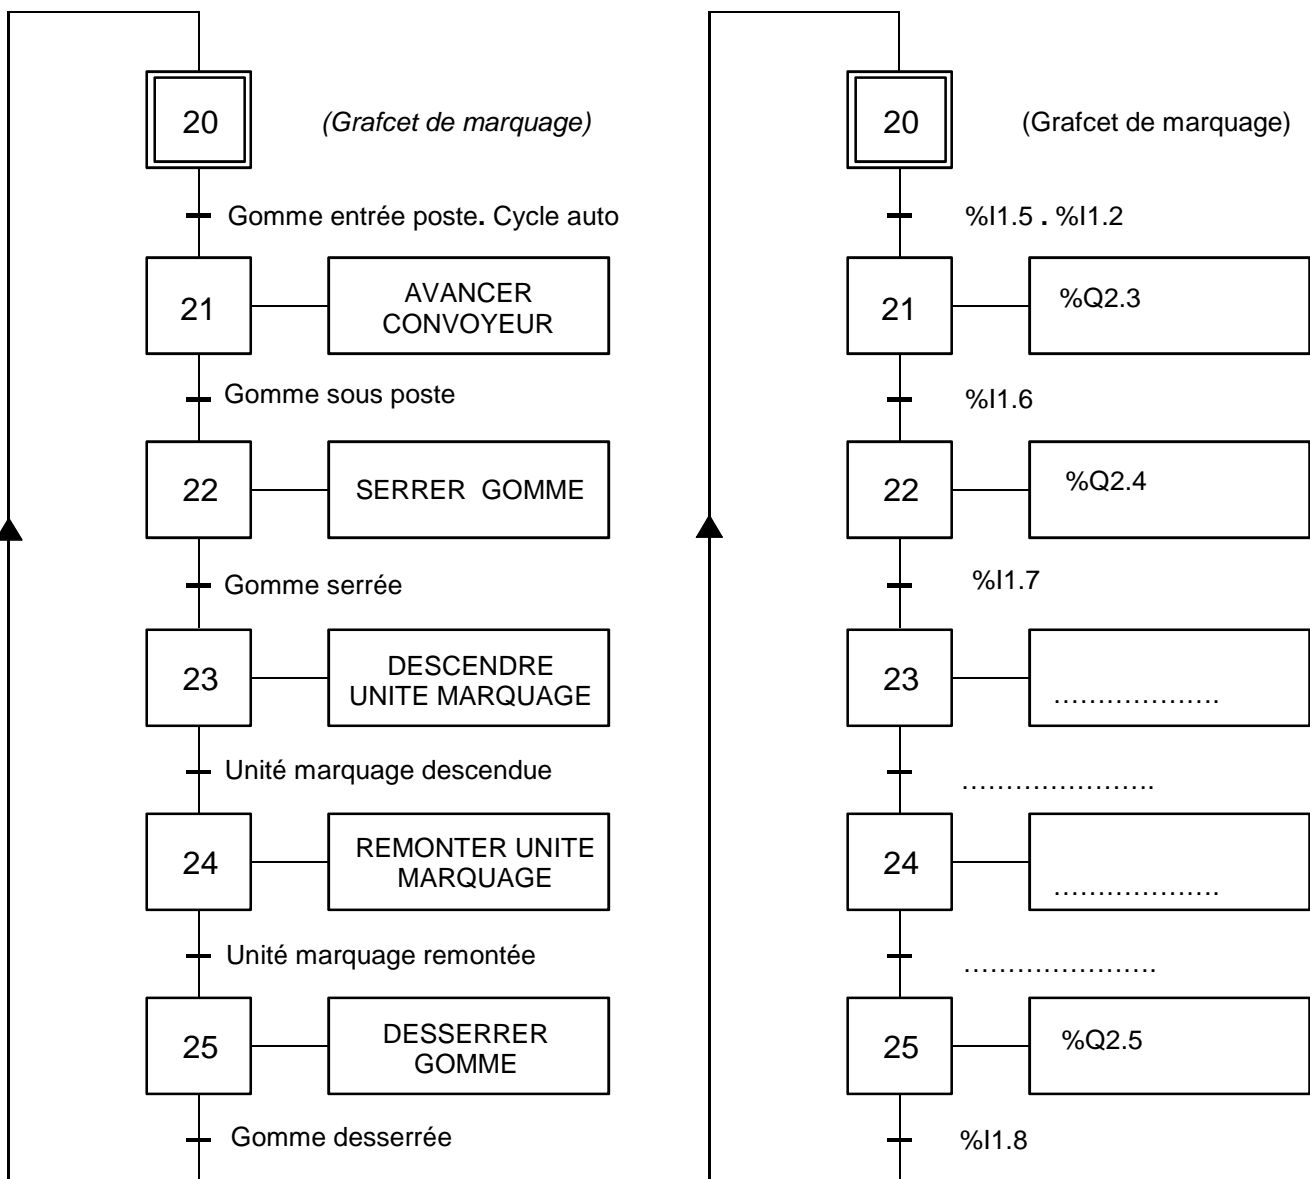 20
(Grafcet de marquage)
Gomme entrée poste. Cycle auto
21
AVANCER
CONVOYEUR
Gomme sous poste
22
SERRER GOMME
Gomme serrée
23
DESCENDRE
UNITE MARQUAGE
Unité marquage descendue
24
REMONTER UNITE
MARQUAGE
Unité marquage remontée
25
DESSERRER
GOMME
Gomme desserrée
20
(Grafcet de marquage)
%I1.5 . %I1.2
21
%Q2.3
%I1.6
22
%Q2.4
%I1.7
23
...................
......................
24
...................
......................
25
%Q2.5
%I1.8